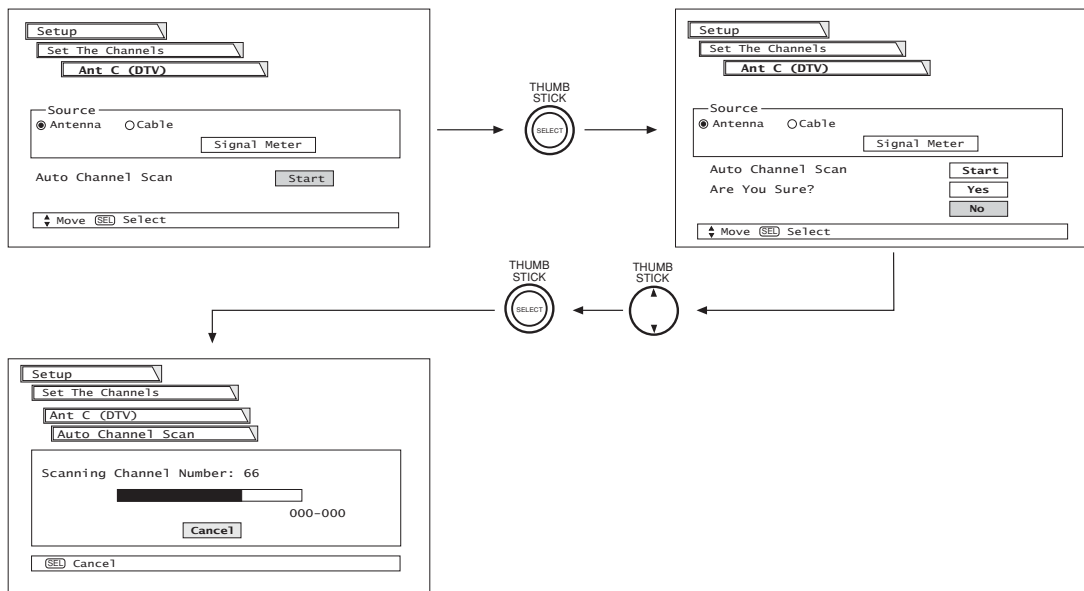 Setup
Set The Channels
Ant C (DTV)
Source
Antenna Cable
Signal Meter
Auto Channel Scan Start
Move SEL Select
THUMB
STICK
SELECT
Setup
Set The Channels
Ant C (DTV)
Source
Antenna Cable
Signal Meter
Auto Channel Scan Start
Are You Sure? Yes
No
Move SEL Select
THUMB
STICK
THUMB
STICK
SELECT
Setup
Set The Channels
Ant C (DTV)
Auto Channel Scan
Scanning Channel Number: 66
000-000
Cancel
SEL Cancel